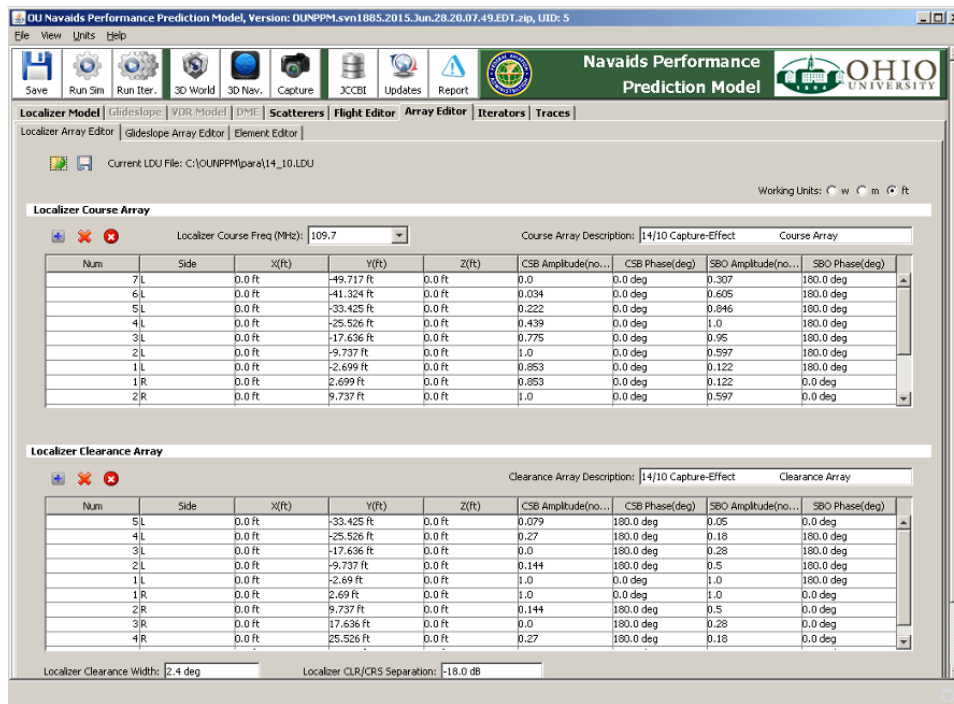 OU Navaids Performance Prediction Model, Version: OUNPPM.svn1885.2015.Jun.28.20.07.49.EDT.zip, UID: 5
File View Units Help
Save Run Sim Run Iter. 3D World 3D Nav. Capture JCCBI Updates Report
Navaids Performance
Prediction Model
OHIO
UNIVERSITY
Localizer Model Glideslope VOR Model DME Scatterers Flight Editor Array Editor Iterators Traces
Localizer Array Editor Glideslope Array Editor Element Editor
Current LDU File: C:\OUNPPM\para\14_10.LDU
Working Units: w m ft
Localizer Course Array
Localizer Course Freq (MHz): 109.7 Course Array Description: 14/10 Capture-Effect Course Array
Num Side X(ft) Y(ft) Z(ft) CSB Amplitude(no... CSB Phase(deg) SBO Amplitude(no... SBO Phase(deg)
7 L 0.0 ft -49.717 ft 0.0 ft 0.0 0.0 deg 0.307 180.0 deg
6 L 0.0 ft -41.324 ft 0.0 ft 0.034 0.0 deg 0.605 180.0 deg
5 L 0.0 ft -33.425 ft 0.0 ft 0.222 0.0 deg 0.846 180.0 deg
4 L 0.0 ft -25.526 ft 0.0 ft 0.439 0.0 deg 1.0 180.0 deg
3 L 0.0 ft -17.636 ft 0.0 ft 0.775 0.0 deg 0.95 180.0 deg
2 L 0.0 ft -9.737 ft 0.0 ft 1.0 0.0 deg 0.597 180.0 deg
1 L 0.0 ft -2.699 ft 0.0 ft 0.853 0.0 deg 0.122 180.0 deg
1 R 0.0 ft 2.699 ft 0.0 ft 0.853 0.0 deg 0.122 0.0 deg
2 R 0.0 ft 9.737 ft 0.0 ft 1.0 0.0 deg 0.597 0.0 deg
Localizer Clearance Array
Clearance Array Description: 14/10 Capture-Effect Clearance Array
Num Side X(ft) Y(ft) Z(ft) CSB Amplitude(no... CSB Phase(deg) SBO Amplitude(no... SBO Phase(deg)
5 L 0.0 ft -33.425 ft 0.0 ft 0.079 180.0 deg 0.05 0.0 deg
4 L 0.0 ft -25.526 ft 0.0 ft 0.27 180.0 deg 0.18 180.0 deg
3 L 0.0 ft -17.636 ft 0.0 ft 0.0 180.0 deg 0.28 180.0 deg
2 L 0.0 ft -9.737 ft 0.0 ft 0.144 180.0 deg 0.5 180.0 deg
1 L 0.0 ft -2.69 ft 0.0 ft 1.0 0.0 deg 1.0 180.0 deg
1 R 0.0 ft 2.69 ft 0.0 ft 1.0 0.0 deg 1.0 0.0 deg
2 R 0.0 ft 9.737 ft 0.0 ft 0.144 180.0 deg 0.5 0.0 deg
3 R 0.0 ft 17.636 ft 0.0 ft 0.0 180.0 deg 0.28 0.0 deg
4 R 0.0 ft 25.526 ft 0.0 ft 0.27 180.0 deg 0.18 0.0 deg
Localizer Clearance Width: 2.4 deg Localizer CLR/CRS Separation: -18.0 dB